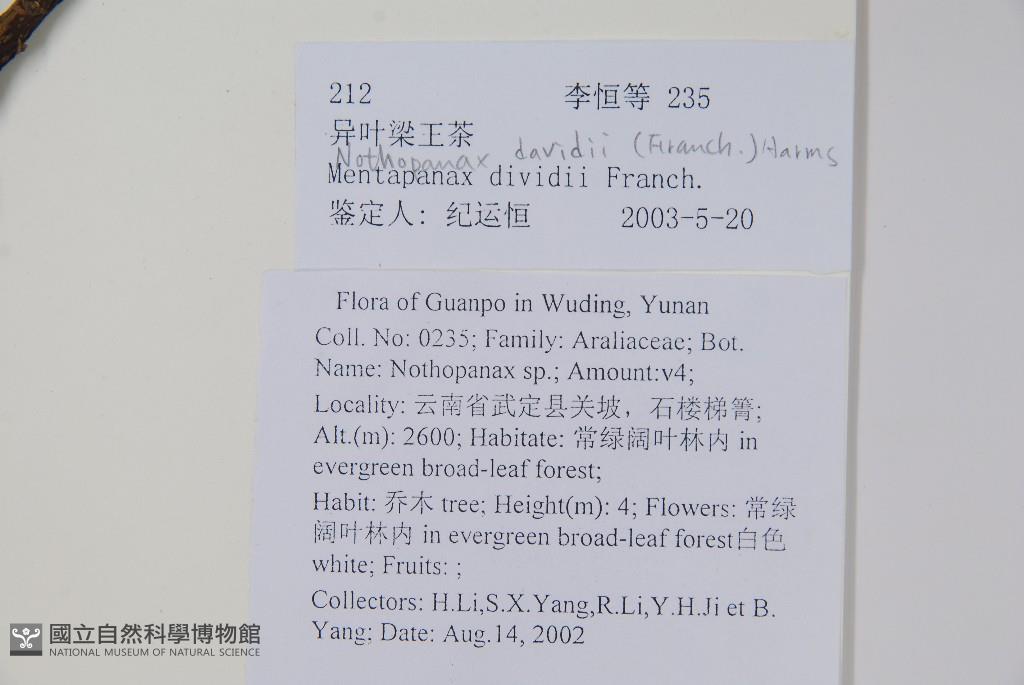 212 李恒等 235
异叶梁王茶
Nothopanax davidii (Franch.) Harms
Mentapanax dividii Franch.
鉴定人: 纪运恒 2003-5-20
Flora of Guanpo in Wuding, Yunan
Coll. No: 0235; Family: Araliaceae; Bot.
Name: Nothopanax sp.; Amount:v4;
Locality: 云南省武定县关坡，石楼梯箐;
Alt.(m): 2600; Habitate: 常绿阔叶林内 in
evergreen broad-leaf forest;
Habit: 乔木 tree; Height(m): 4; Flowers: 常绿
阔叶林内 in evergreen broad-leaf forest白色
white; Fruits: ;
Collectors: H.Li,S.X.Yang,R.Li,Y.H.Ji et B.
Yang; Date: Aug.14, 2002
國立自然科學博物館
NATIONAL MUSEUM OF NATURAL SCIENCE